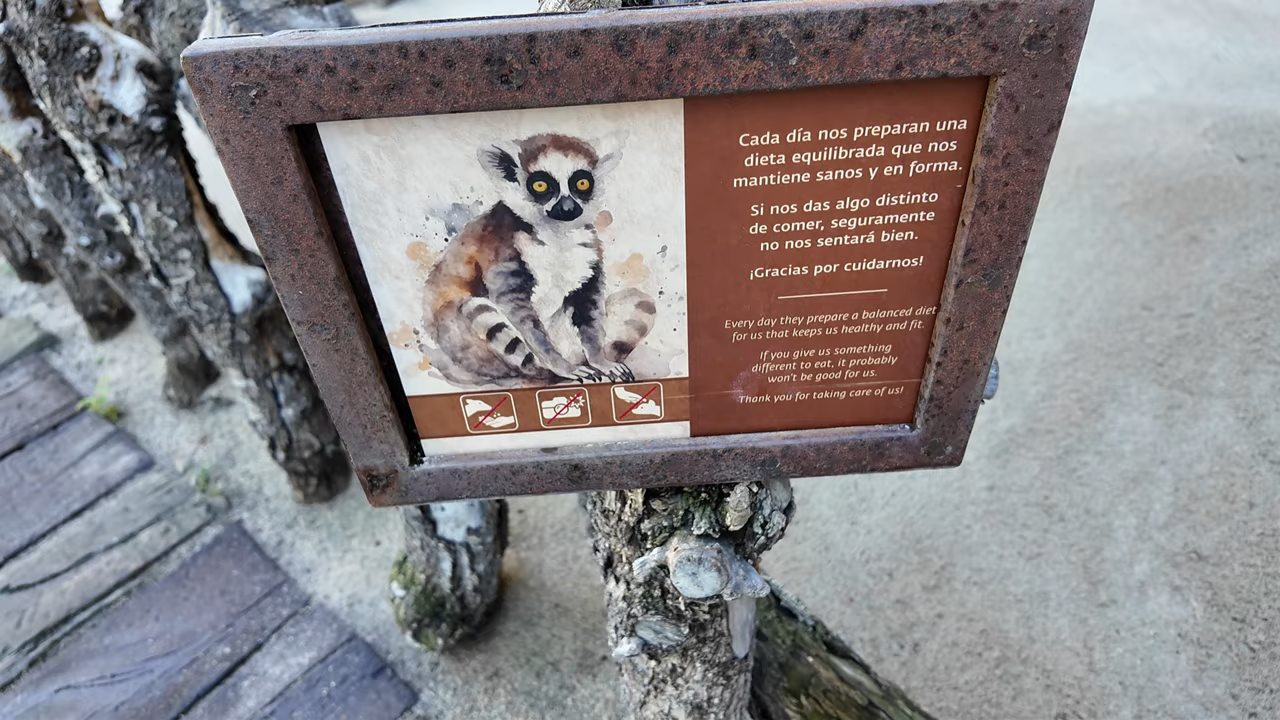 Cada día nos preparan una
dieta equilibrada que nos
mantiene sanos y en forma.
Si nos das algo distinto
de comer, seguramente
no nos sentará bien.
¡Gracias por cuidarnos!
Every day they prepare a balanced diet
for us that keeps us healthy and fit.
If you give us something
different to eat, it probably
won't be good for us.
Thank you for taking care of us!